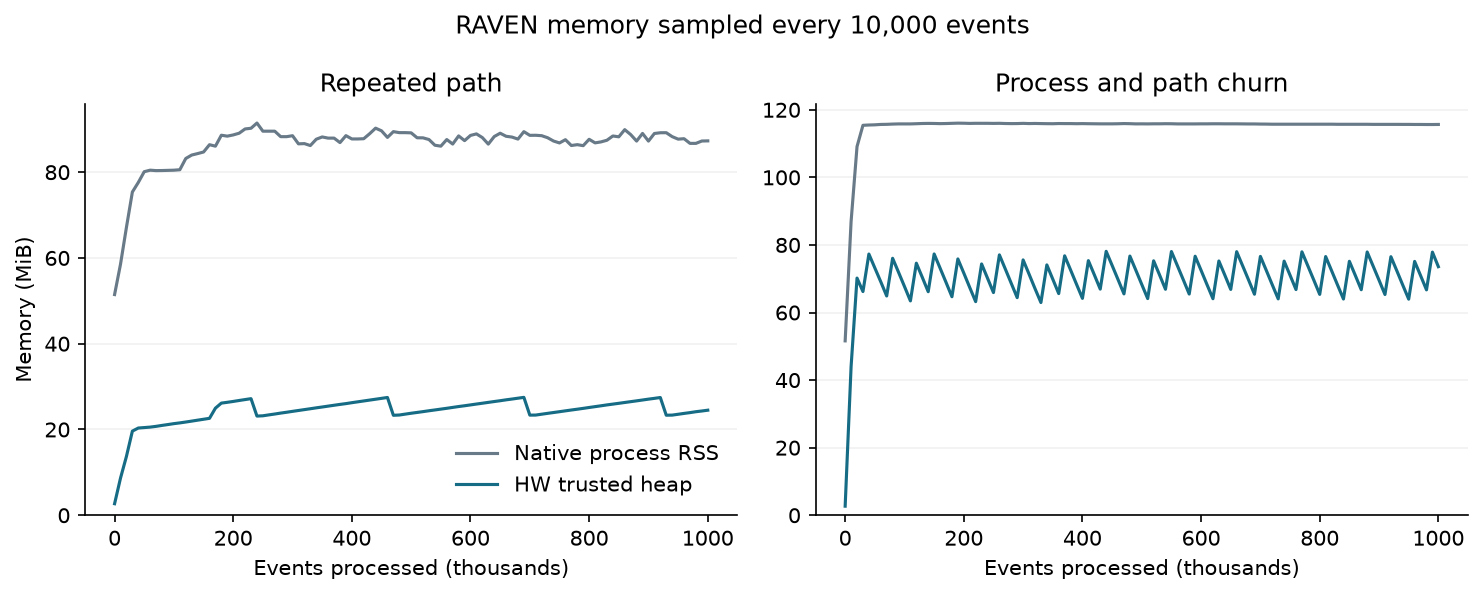 RAVEN memory sampled every 10,000 events
Repeated path
Memory (MiB)
80
60
40
20
0
0 200 400 600 800 1000
Events processed (thousands)
Native process RSS
HW trusted heap
Process and path churn
120
100
80
60
40
20
0
0 200 400 600 800 1000
Events processed (thousands)